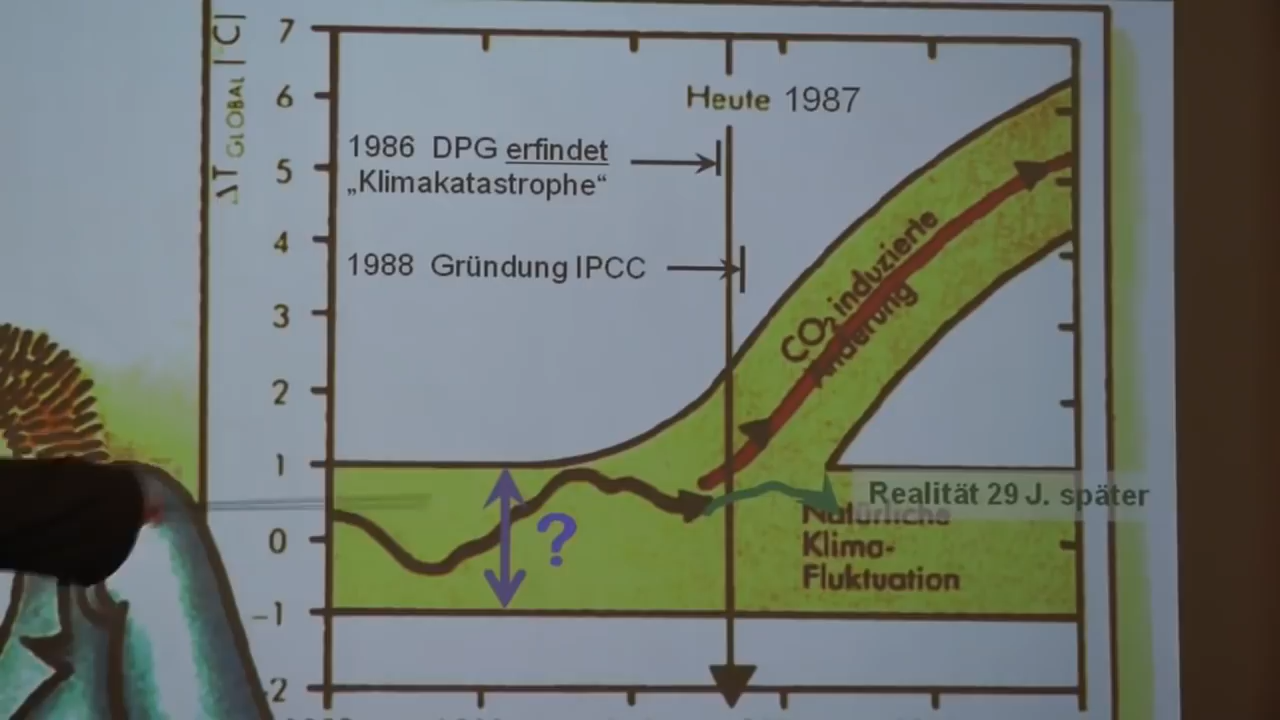 ΔT GLOBAL |°C|
7
6
5
4
3
2
1
0
-1
-2
Heute 1987
1986 DPG erfindet
„Klimakatastrophe“
1988 Gründung IPCC
CO₂ induzierte
Änderung
?
Realität 29 J. später
Natürliche
Klima-
Fluktuation